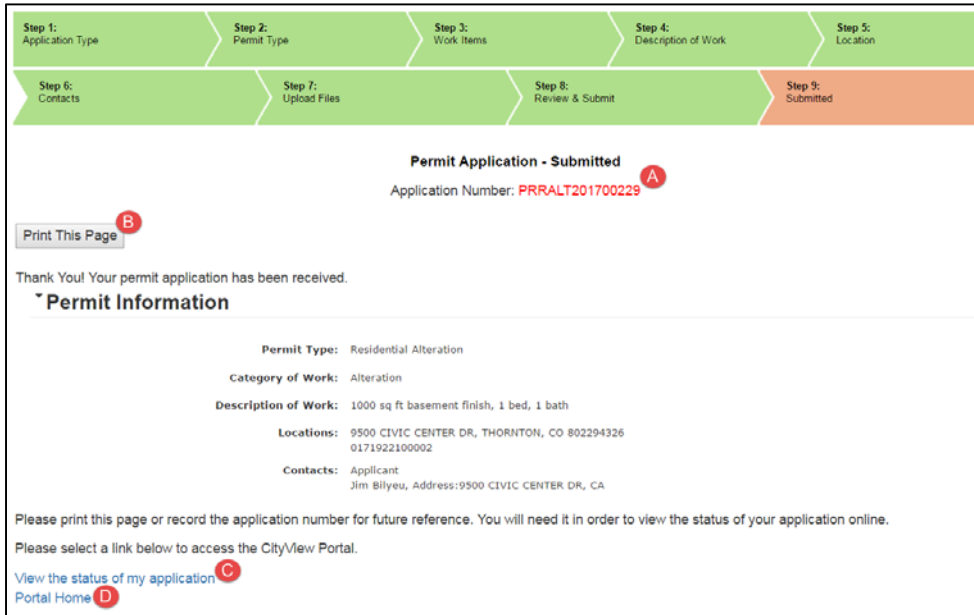 Step 1:
Application Type
Step 2:
Permit Type
Step 3:
Work Items
Step 4:
Description of Work
Step 5:
Location
Step 6:
Contacts
Step 7:
Upload Files
Step 8:
Review & Submit
Step 9:
Submitted
Permit Application - Submitted
Application Number: PRRALT201700229 A
Print This Page B
Thank You! Your permit application has been received.
Permit Information
Permit Type: Residential Alteration
Category of Work: Alteration
Description of Work: 1000 sq ft basement finish, 1 bed, 1 bath
Locations: 9500 CIVIC CENTER DR, THORNTON, CO 802294326
0171922100002
Contacts: Applicant
Jim Bilyeu, Address:9500 CIVIC CENTER DR, CA
Please print this page or record the application number for future reference. You will need it in order to view the status of your application online.
Please select a link below to access the CityView Portal.
View the status of my application C
Portal Home D